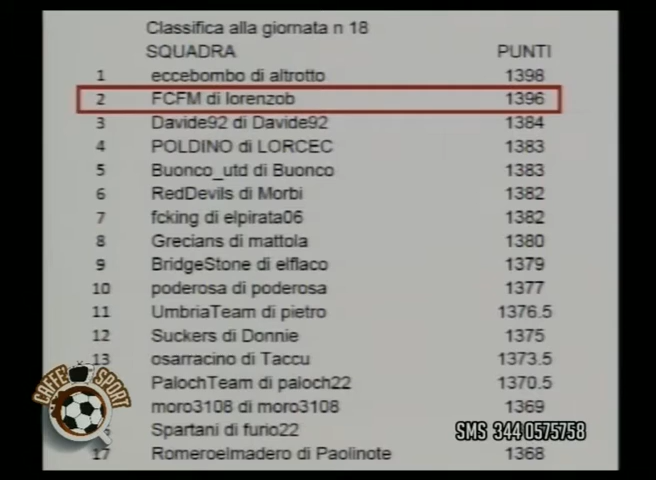 Classifica alla giornata n 18
SQUADRA PUNTI
1 eccebombo di altrotto 1398
2 FCFM di lorenzob 1396
3 Davide92 di Davide92 1384
4 POLDINO di LORCEC 1383
5 Buonco_utd di Buonco 1383
6 RedDevils di Morbi 1382
7 fcking di elpirata06 1382
8 Grecians di mattola 1380
9 BridgeStone di elflaco 1379
10 poderosa di poderosa 1377
11 UmbriaTeam di pietro 1376.5
12 Suckers di Donnie 1375
13 osarracino di Taccu 1373.5
PalochTeam di paloch22 1370.5
moro3108 di moro3108 1369
Spartani di furio22
17 Romeroelmadero di Paolinote 1368
CAFFE' SPORT
SMS 344 0575758